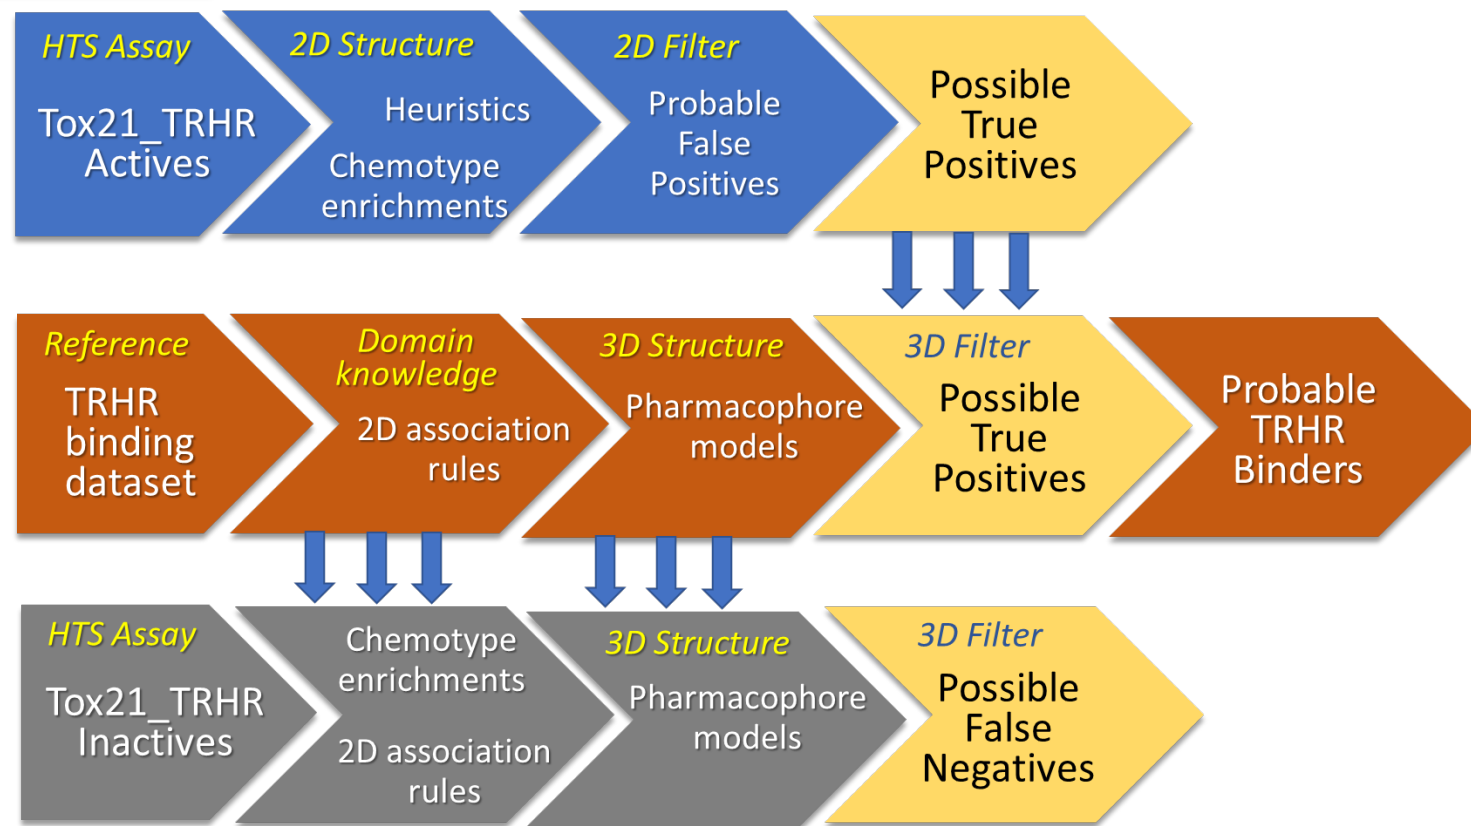 HTS Assay
Tox21_TRHR
Actives
2D Structure
Heuristics
Chemotype
enrichments
2D Filter
Probable
False
Positives
Possible
True
Positives
Reference
TRHR
binding
dataset
Domain
knowledge
2D association
rules
3D Structure
Pharmacophore
models
3D Filter
Possible
True
Positives
Probable
TRHR
Binders
HTS Assay
Tox21_TRHR
Inactives
Chemotype
enrichments
2D association
rules
3D Structure
Pharmacophore
models
3D Filter
Possible
False
Negatives